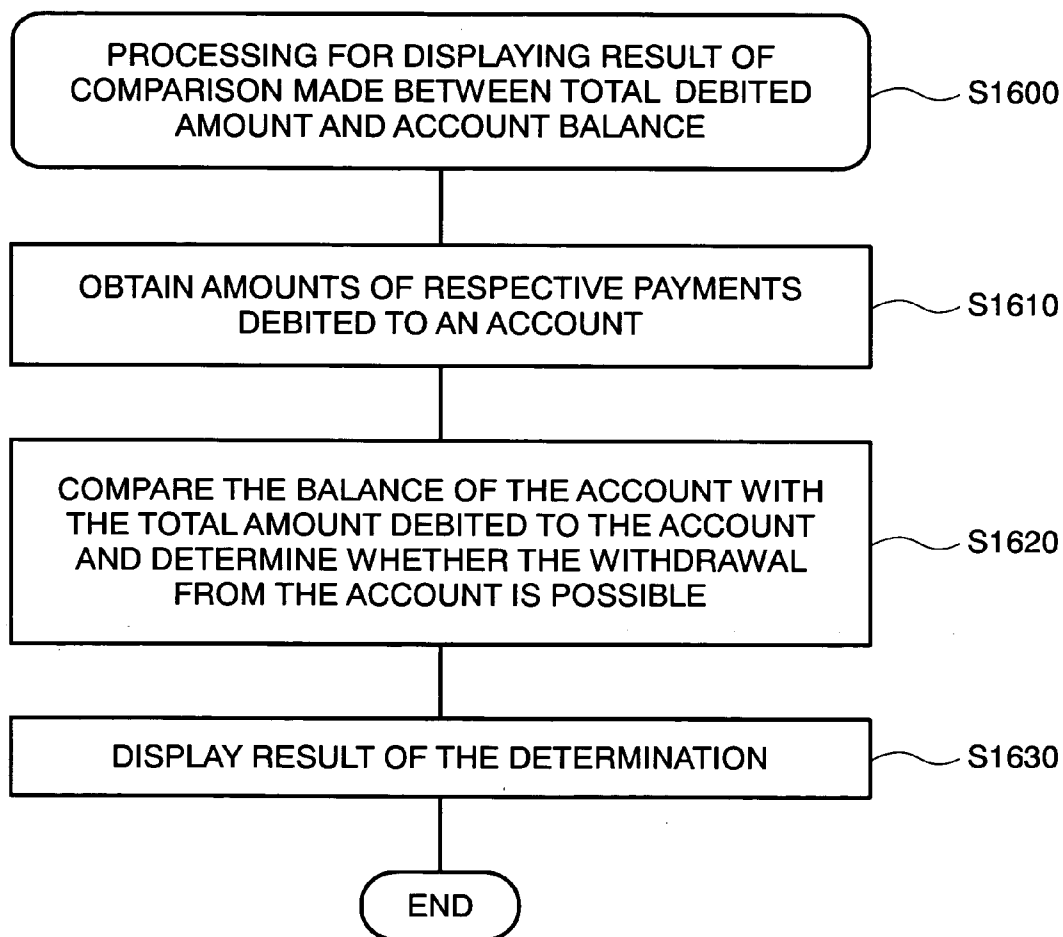 PROCESSING FOR DISPLAYING RESULT OF
COMPARISON MADE BETWEEN TOTAL DEBITED
AMOUNT AND ACCOUNT BALANCE
S1600
OBTAIN AMOUNTS OF RESPECTIVE PAYMENTS
DEBITED TO AN ACCOUNT
S1610
COMPARE THE BALANCE OF THE ACCOUNT WITH
THE TOTAL AMOUNT DEBITED TO THE ACCOUNT
AND DETERMINE WHETHER THE WITHDRAWAL
FROM THE ACCOUNT IS POSSIBLE
S1620
DISPLAY RESULT OF THE DETERMINATION
S1630
END